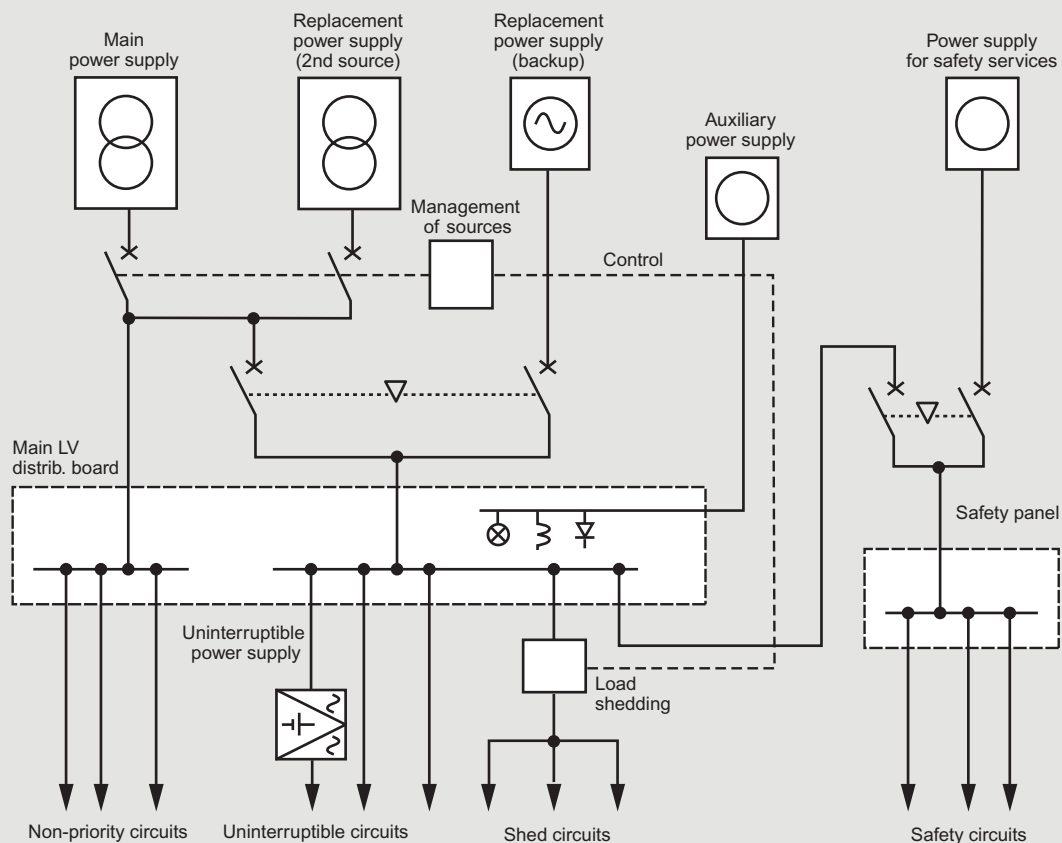 Main
power supply
Replacement
power supply
(2nd source)
Replacement
power supply
(backup)
Power supply
for safety services
Auxiliary
power supply
Management
of sources
Control
Main LV
distrib. board
Safety panel
Uninterruptible
power supply
Load
shedding
Non-priority circuits
Uninterruptible circuits
Shed circuits
Safety circuits